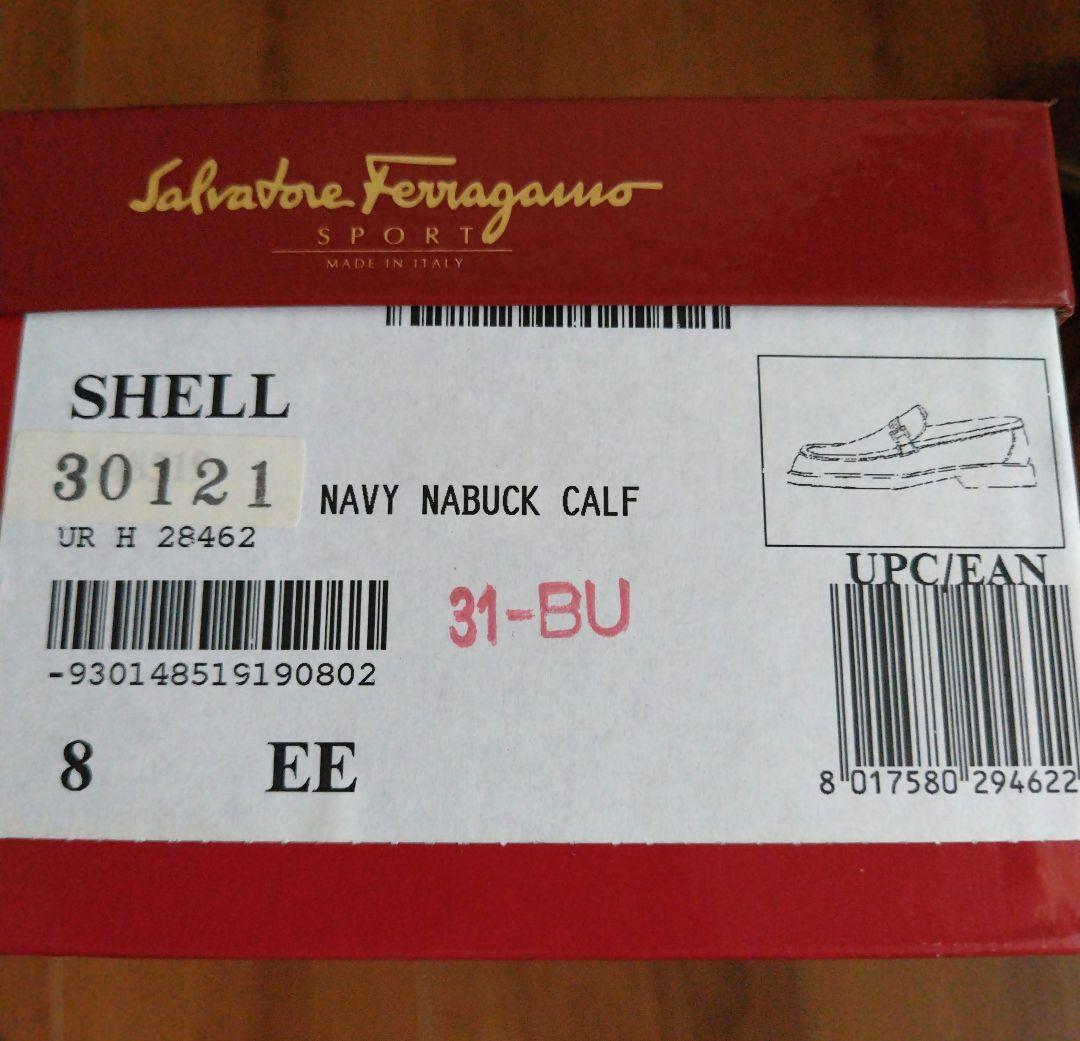 Salvatore Ferragamo
SPORT
MADE IN ITALY
SHELL
30121
NAVY NABUCK CALF
UR H 28462
UPC/EAN
31-BU
-930148519190802
8 EE
8 017580 294622